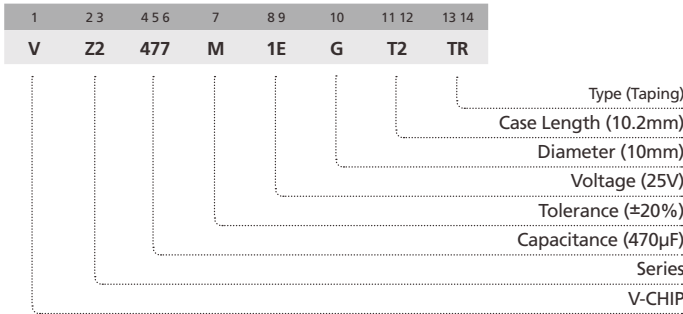 1 2 3 4 5 6 7 8 9 10 11 12 13 14
V Z2 477 M 1E G T2 TR
Type (Taping)
Case Length (10.2mm)
Diameter (10mm)
Voltage (25V)
Tolerance (±20%)
Capacitance (470µF)
Series
V-CHIP